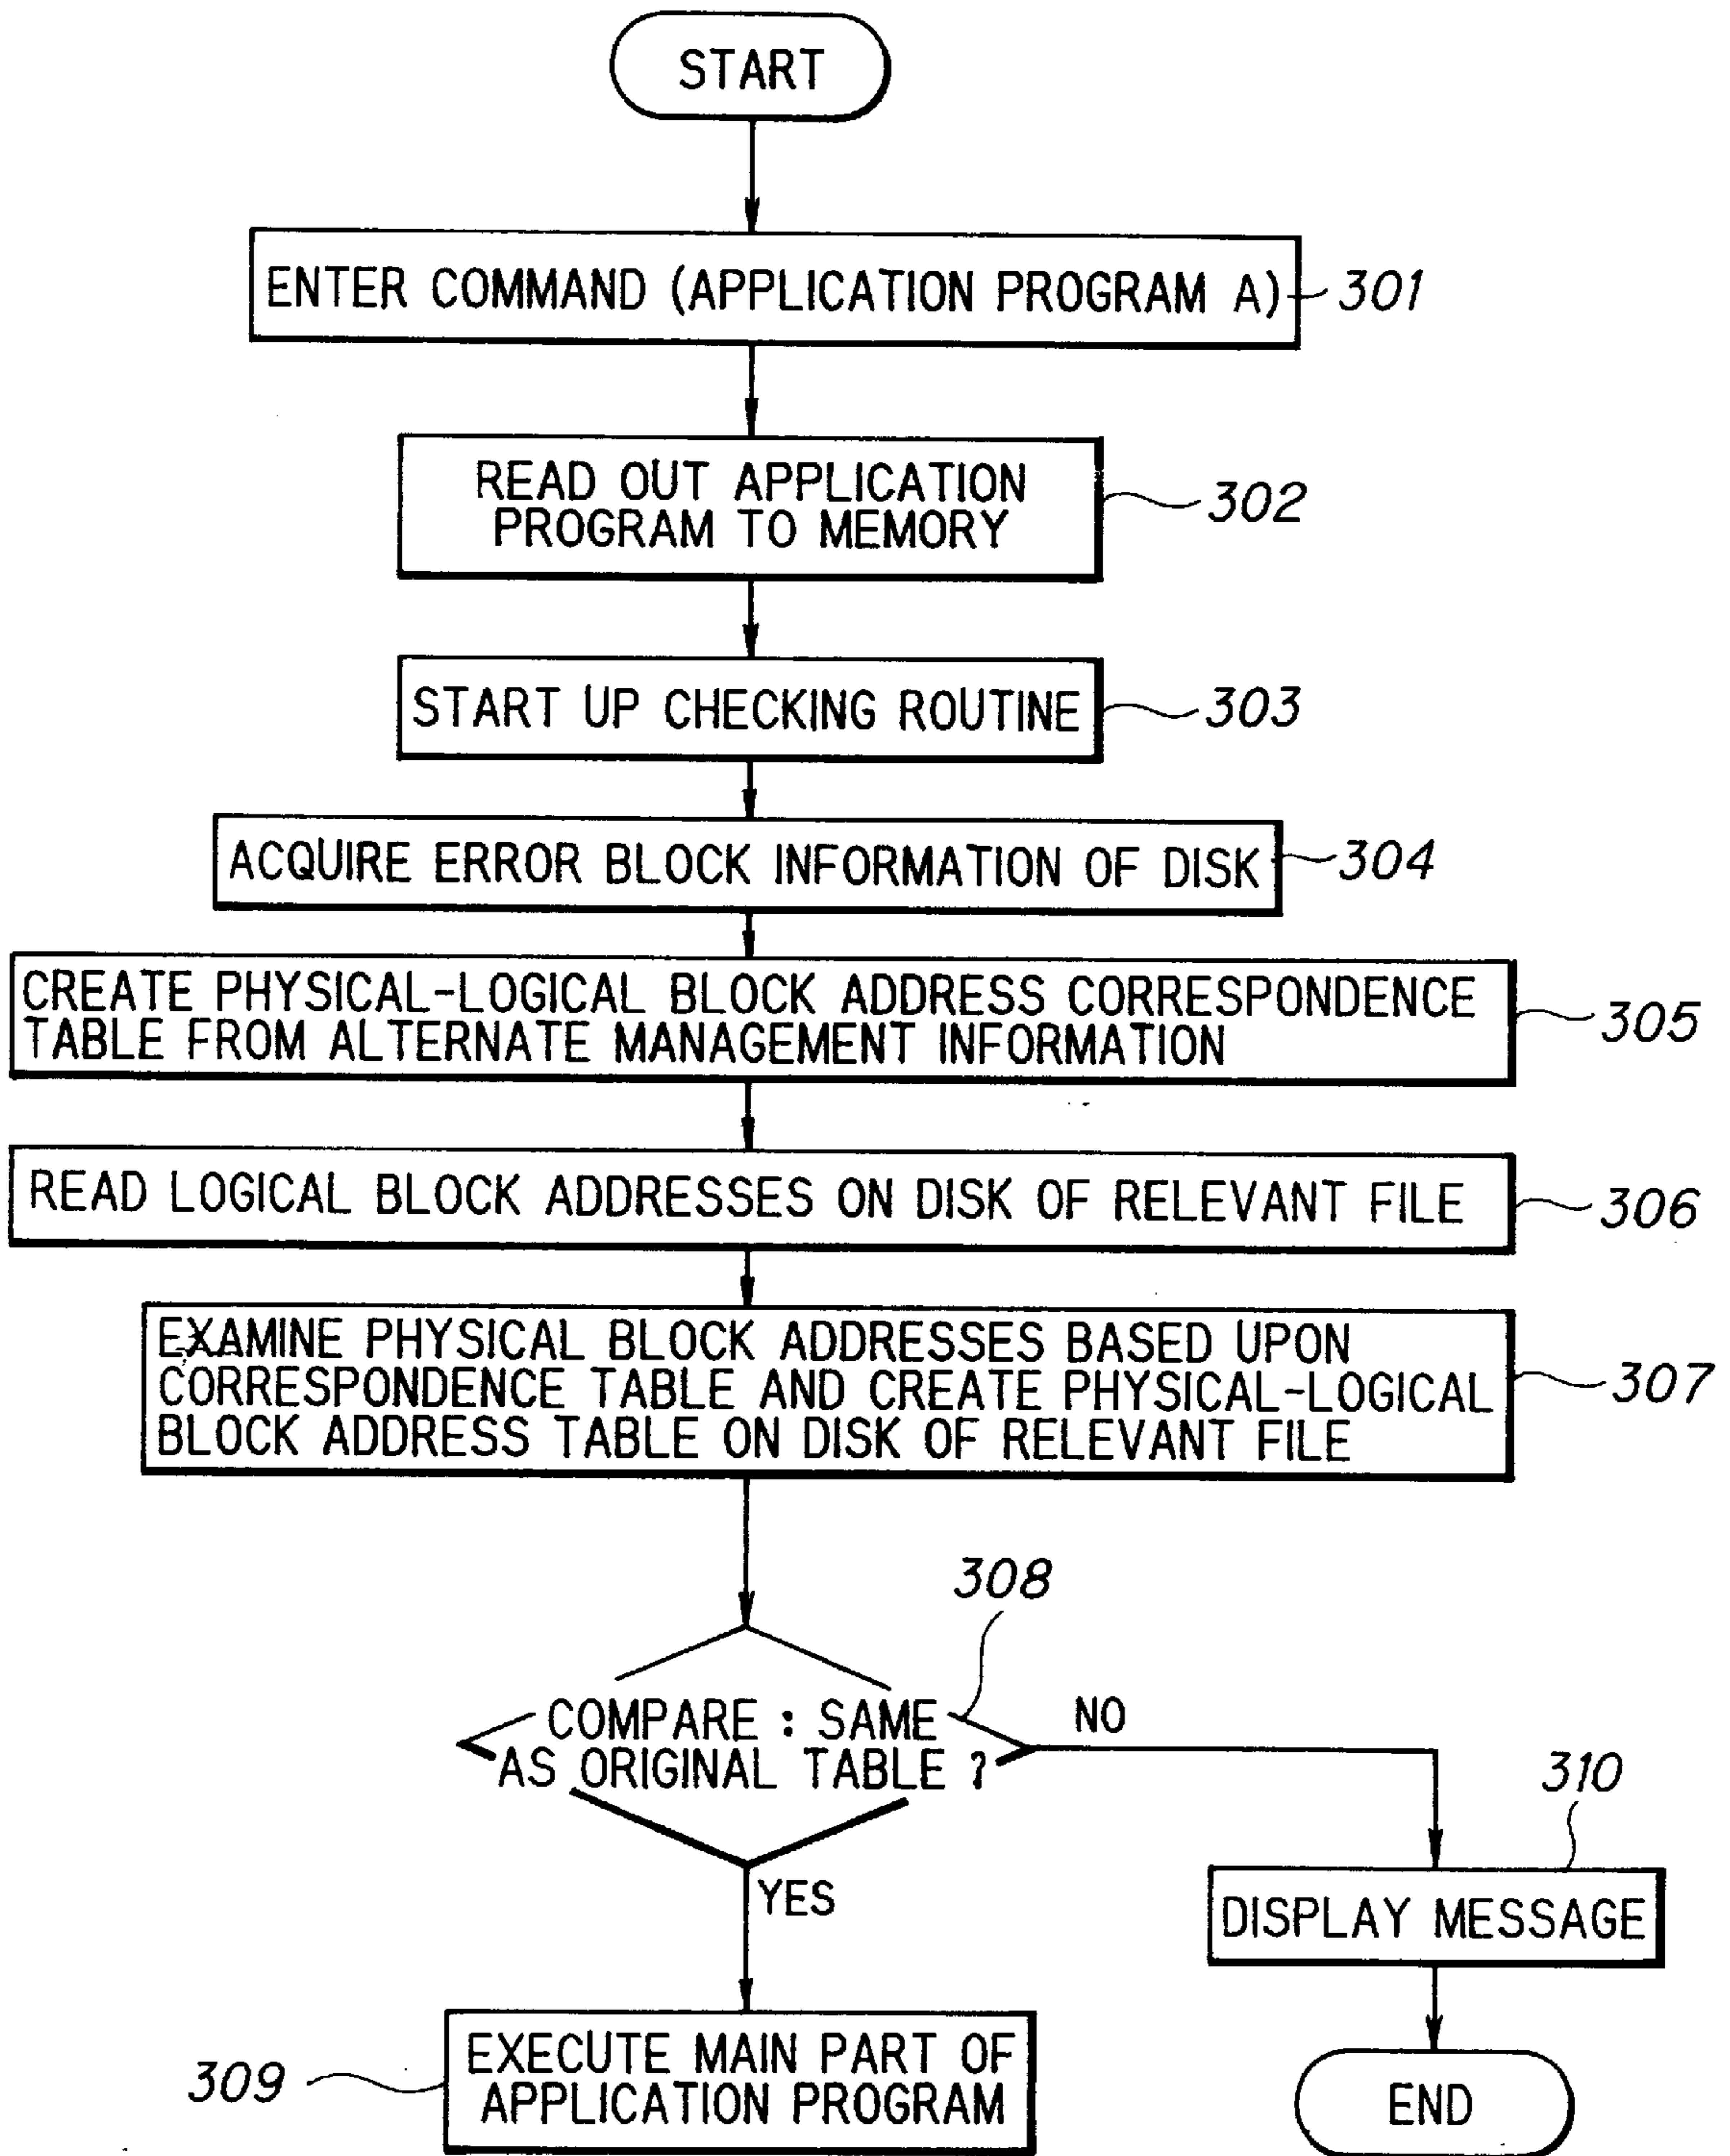 START
ENTER COMMAND (APPLICATION PROGRAM A)
301
READ OUT APPLICATION
PROGRAM TO MEMORY
302
START UP CHECKING ROUTINE
303
ACQUIRE ERROR BLOCK INFORMATION OF DISK
304
CREATE PHYSICAL-LOGICAL BLOCK ADDRESS CORRESPONDENCE
TABLE FROM ALTERNATE MANAGEMENT INFORMATION
305
READ LOGICAL BLOCK ADDRESSES ON DISK OF RELEVANT FILE
306
EXAMINE PHYSICAL BLOCK ADDRESSES BASED UPON
CORRESPONDENCE TABLE AND CREATE PHYSICAL-LOGICAL
BLOCK ADDRESS TABLE ON DISK OF RELEVANT FILE
307
308
COMPARE : SAME
AS ORIGINAL TABLE ?
NO
310
YES
DISPLAY MESSAGE
309
EXECUTE MAIN PART OF
APPLICATION PROGRAM
END